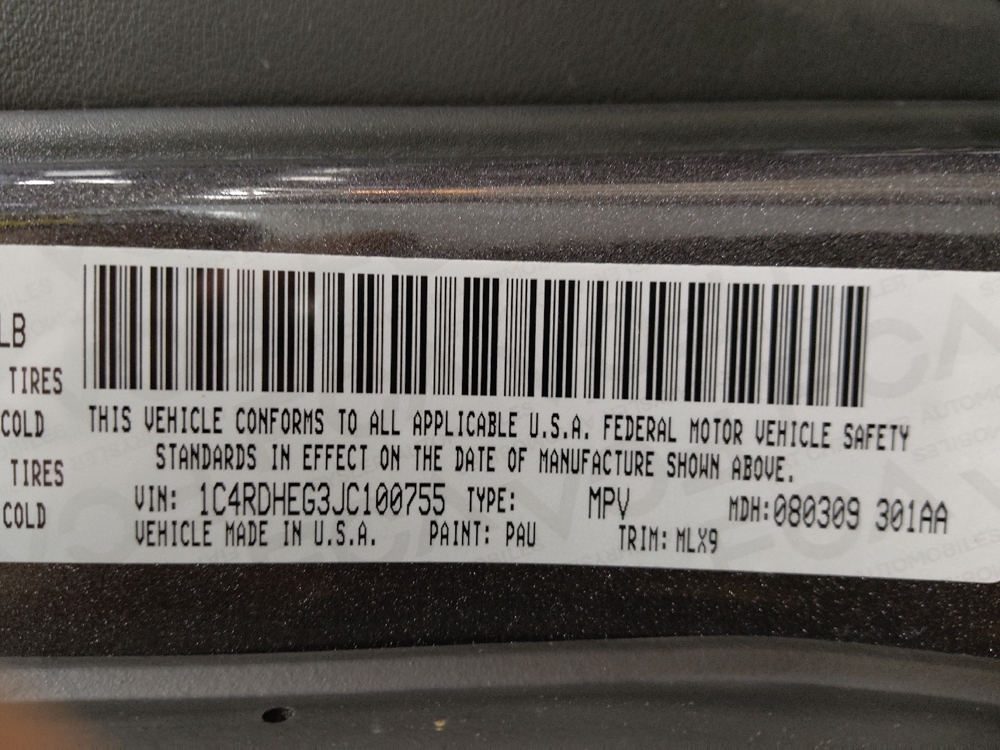 LB
TIRES
COLD
TIRES
COLD
THIS VEHICLE CONFORMS TO ALL APPLICABLE U.S.A. FEDERAL MOTOR VEHICLE SAFETY
STANDARDS IN EFFECT ON THE DATE OF MANUFACTURE SHOWN ABOVE.
VIN: 1C4RDHEG3JC100755 TYPE: MPV MDH:080309 301AA
VEHICLE MADE IN U.S.A. PAINT: PAU TRIM: MLX9